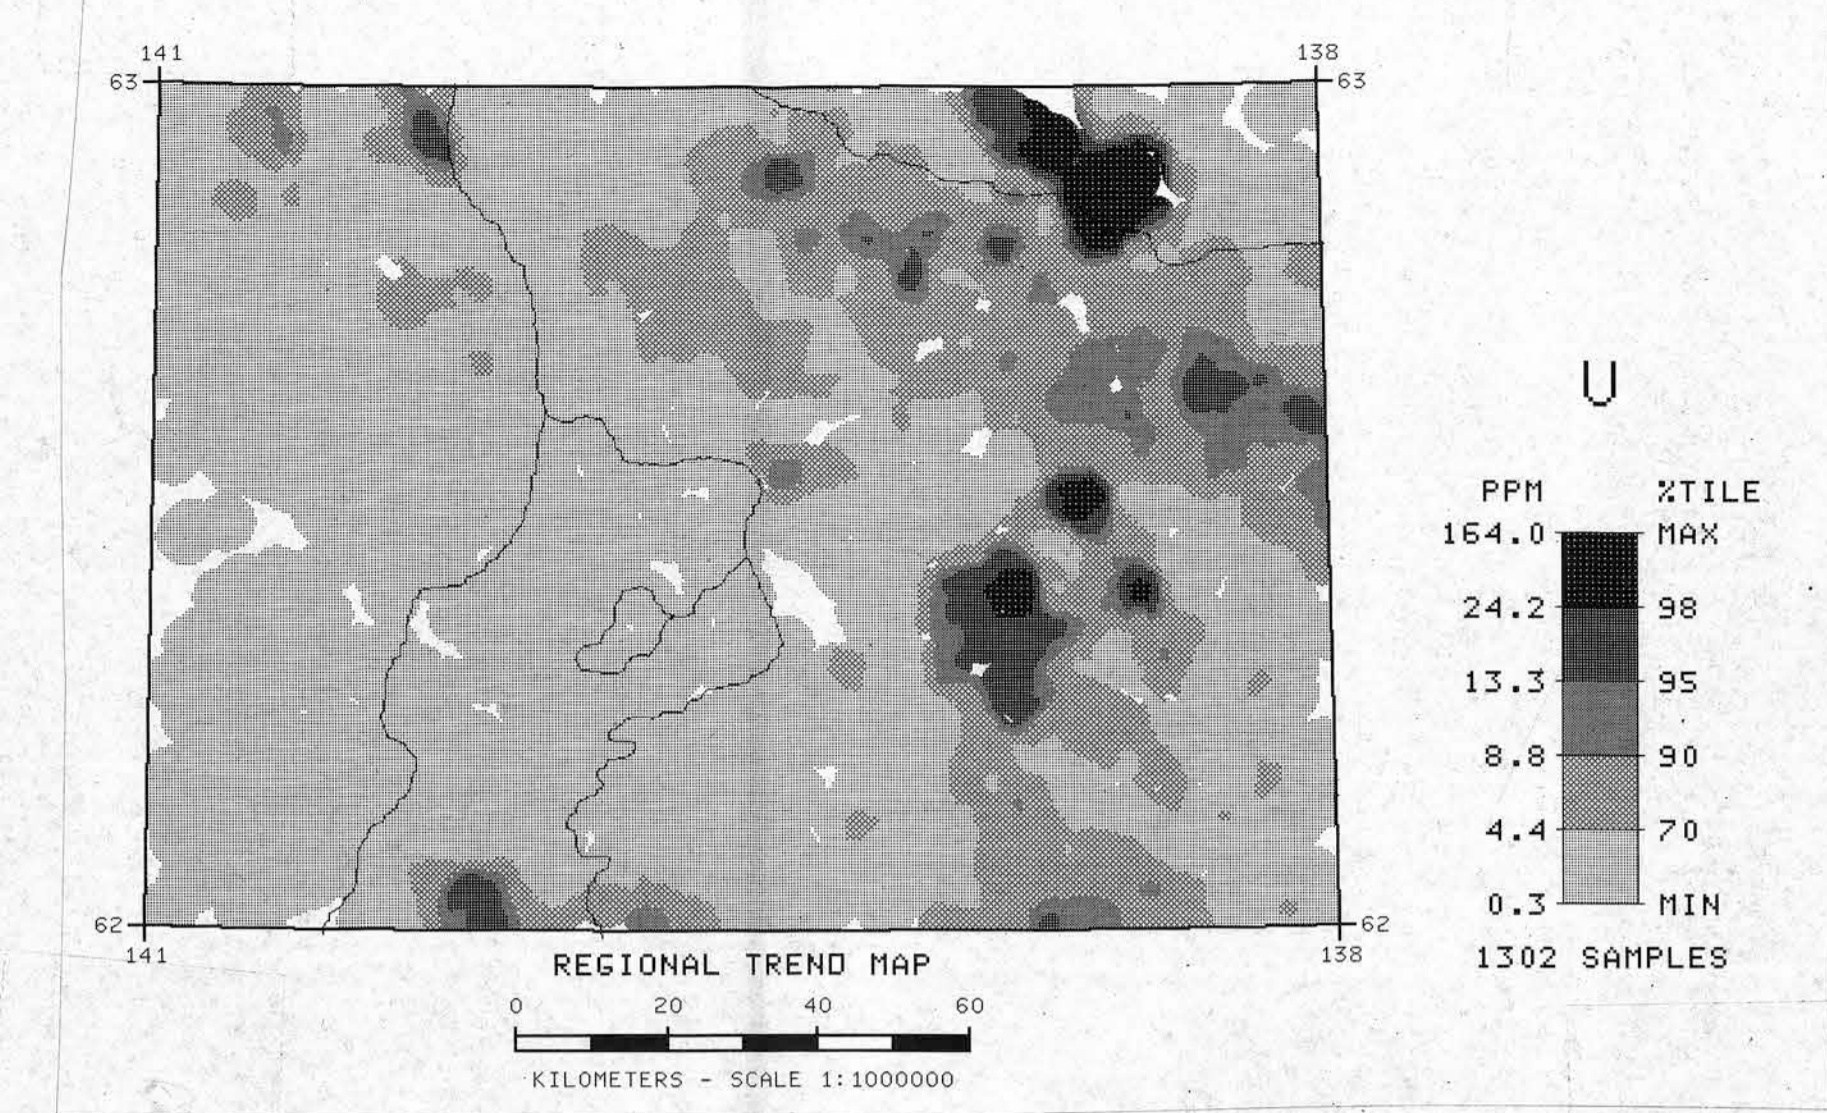 141 138
63 63
U
PPM %TILE
164.0 MAX
24.2 98
13.3 95
8.8 90
4.4 70
0.3 MIN
1302 SAMPLES
62 62
141 138
REGIONAL TREND MAP
0 20 40 60
KILOMETERS - SCALE 1:1000000